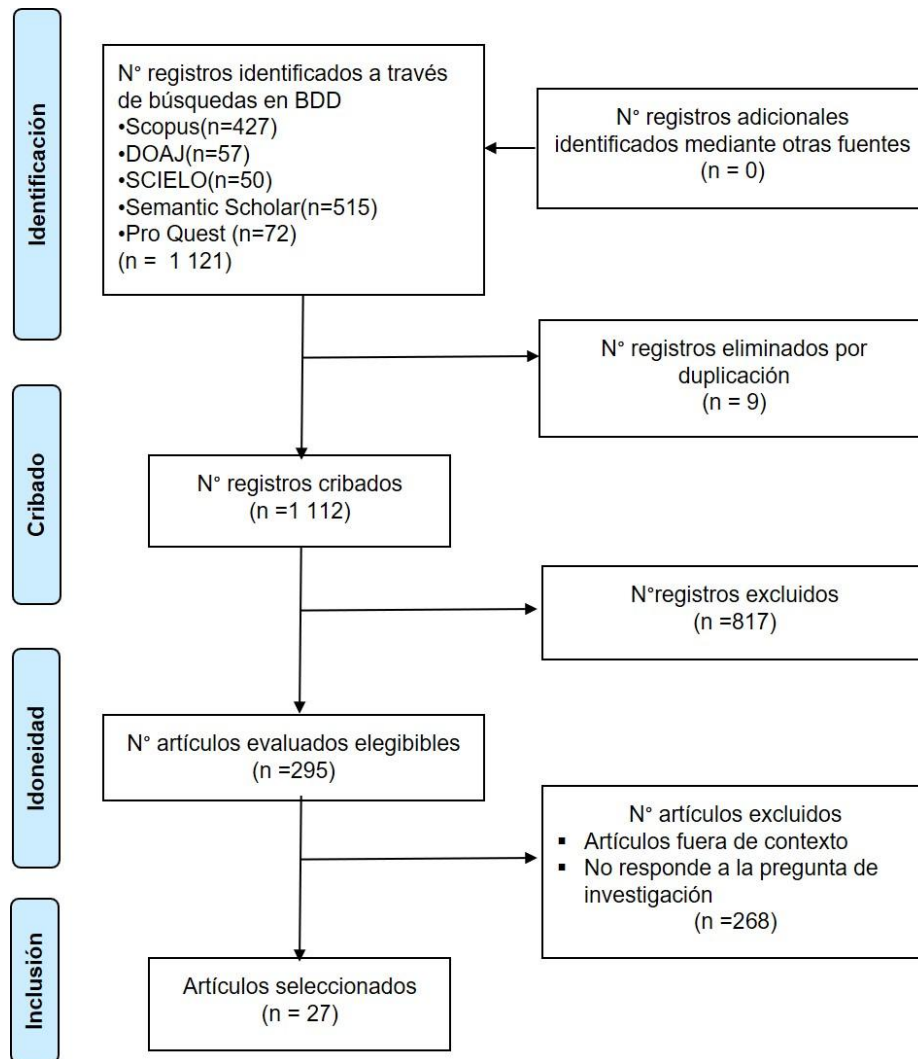 Identificación
N° registros identificados a través
de búsquedas en BDD
•Scopus(n=427)
•DOAJ(n=57)
•SCIELO(n=50)
•Semantic Scholar(n=515)
•Pro Quest (n=72)
(n = 1 121)
N° registros adicionales
identificados mediante otras fuentes
(n = 0)
N° registros eliminados por
duplicación
(n = 9)
Cribado
N° registros cribados
(n =1 112)
N°registros excluidos
(n =817)
Idoneidad
N° artículos evaluados elegibibles
(n =295)
N° artículos excluidos
▪ Artículos fuera de contexto
▪ No responde a la pregunta de
investigación
(n =268)
Inclusión
Artículos seleccionados
(n = 27)